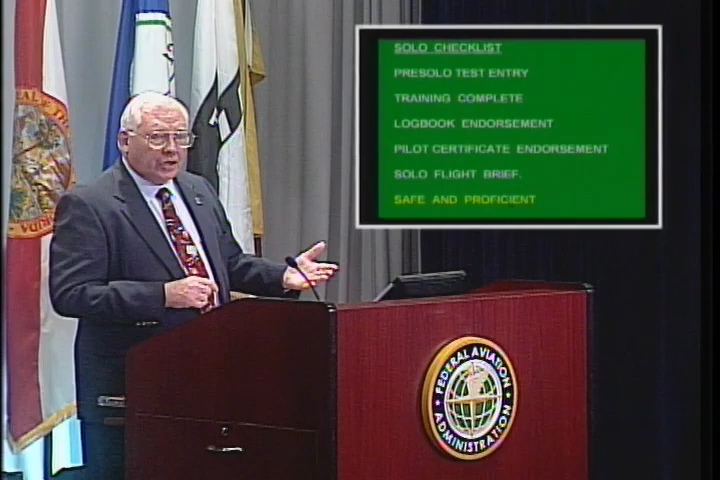 SOLO CHECKLIST
PRESOLO TEST ENTRY
TRAINING COMPLETE
LOGBOOK ENDORSEMENT
PILOT CERTIFICATE ENDORSEMENT
SOLO FLIGHT BRIEF.
SAFE AND PROFICIENT
FEDERAL AVIATION
ADMINISTRATION